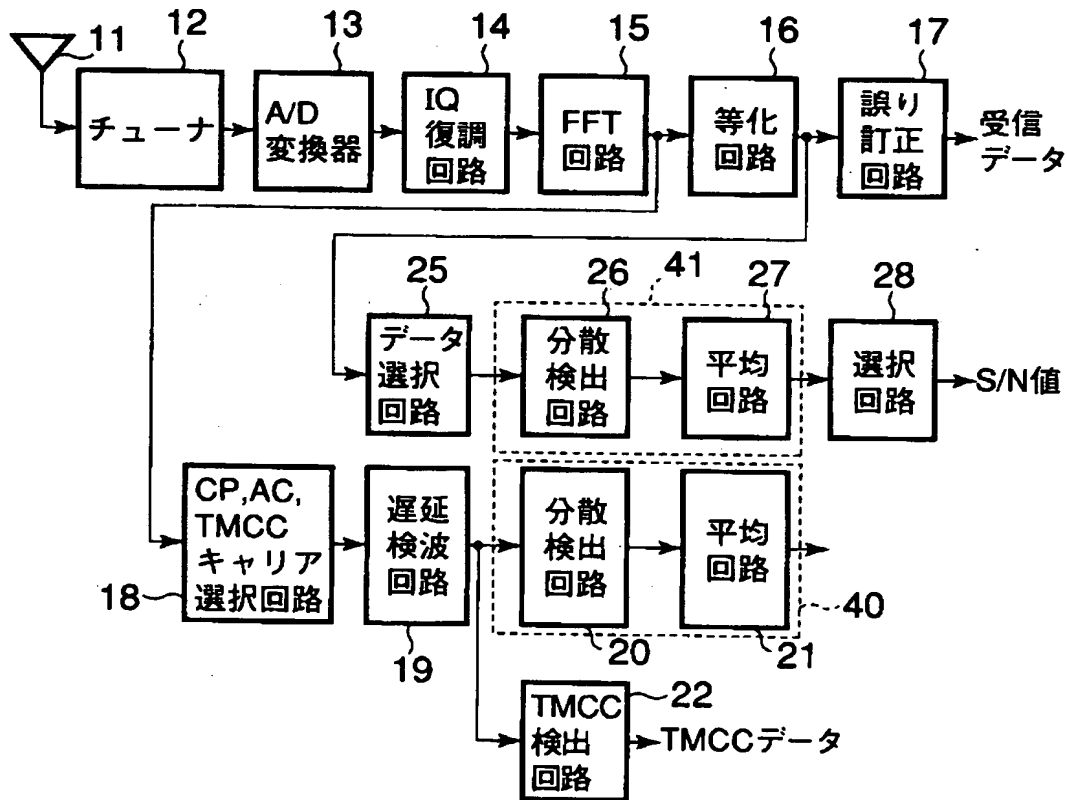 11
12
13
14
15
16
17
チューナ
A/D
変換器
IQ
復調
回路
FFT
回路
等化
回路
誤り
訂正
回路
受信
データ
25
26
41
27
28
データ
選択
回路
分散
検出
回路
平均
回路
選択
回路
S/N値
CP,AC,
TMCC
キャリア
選択回路
18
遅延
検波
回路
19
分散
検出
回路
20
平均
回路
21
40
TMCC
検出
回路
22
TMCCデータ